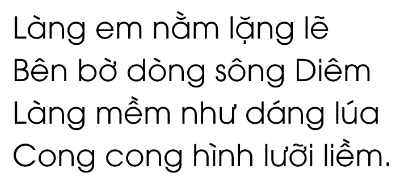 Làng em nằm lặng lẽ
Bên bờ dòng sông Diêm
Làng mềm như dáng lúa
Cong cong hình lưỡi liềm.